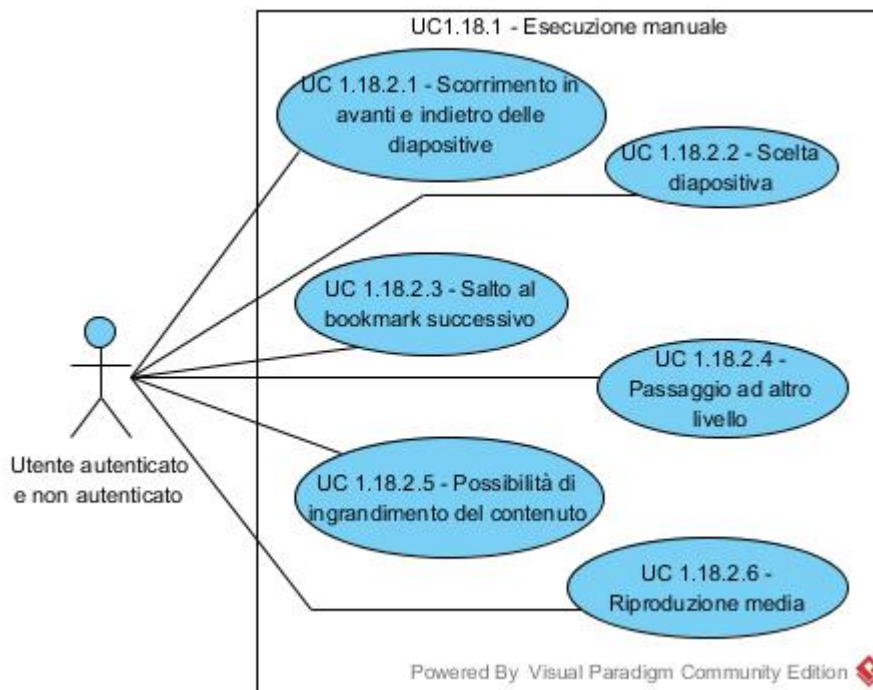 UC1.18.1 - Esecuzione manuale
UC 1.18.2.1 - Scorrimento in
avanti e indietro delle
diapositive
UC 1.18.2.2 - Scelta
diapositiva
UC 1.18.2.3 - Salto al
bookmark successivo
UC 1.18.2.4 -
Passaggio ad altro
livello
Utente autenticato
e non autenticato
UC 1.18.2.5 - Possibilità di
ingrandimento del contenuto
UC 1.18.2.6 -
Riproduzione media
Powered By Visual Paradigm Community Edition